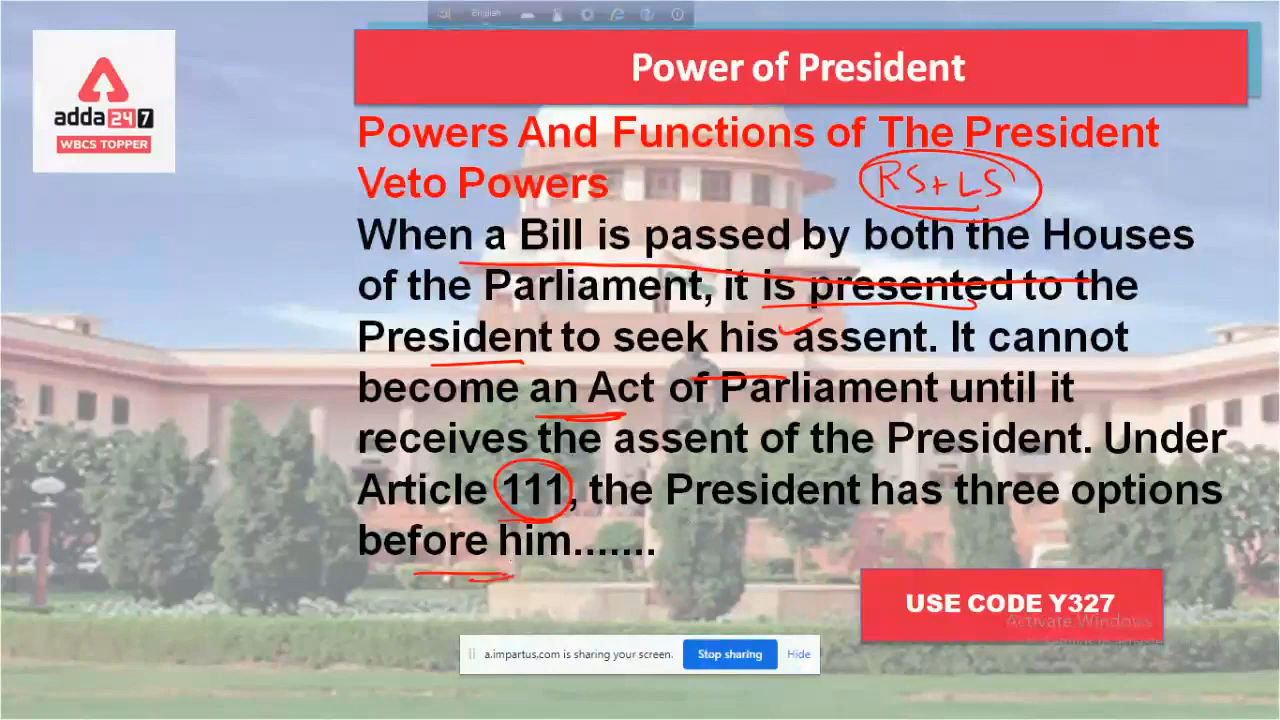 English
Power of President
adda247
WBCS TOPPER
Powers And Functions of The President
Veto Powers
RS+LS
When a Bill is passed by both the Houses
of the Parliament, it is presented to the
President to seek his assent. It cannot
become an Act of Parliament until it
receives the assent of the President. Under
Article 111, the President has three options
before him.......
USE CODE Y327
Activate Windows
a.impartus.com is sharing your screen.
Stop sharing
Hide